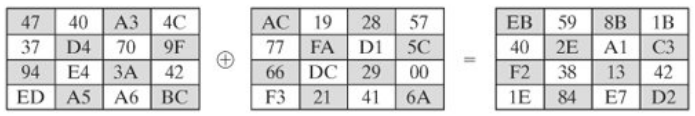 47 40 A3 4C AC 19 28 57 EB 59 8B 1B
37 D4 70 9F 77 FA D1 5C 40 2E A1 C3
⊕ =
94 E4 3A 42 66 DC 29 00 F2 38 13 42
ED A5 A6 BC F3 21 41 6A 1E 84 E7 D2